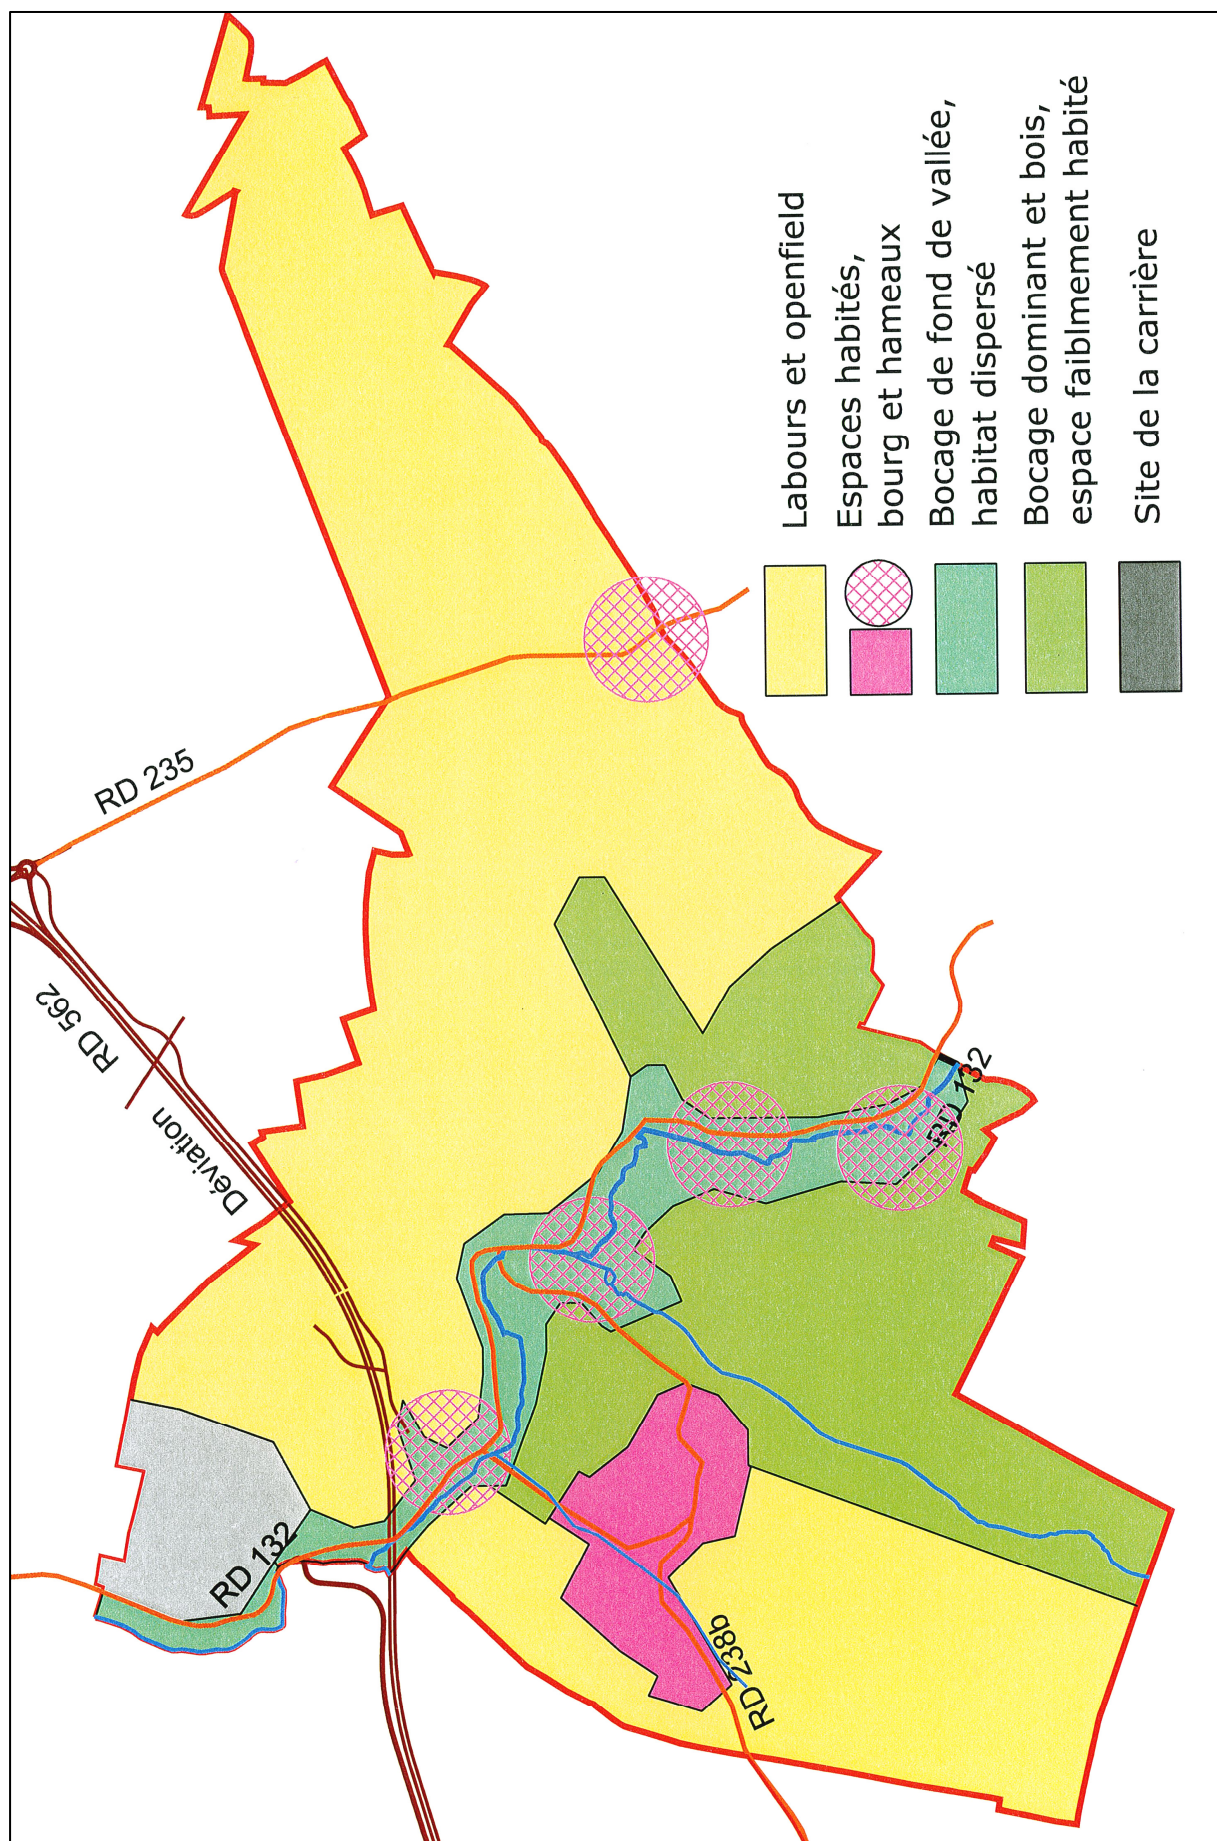 Labours et openfield
Espaces habités,
bourg et hameaux
Bocage de fond de vallée,
habitat dispersé
Bocage dominant et bois,
espace faiblmement habité
Site de la carrière
RD 235
RD 562
Déviation
RD 132
RD 132
RD 238b